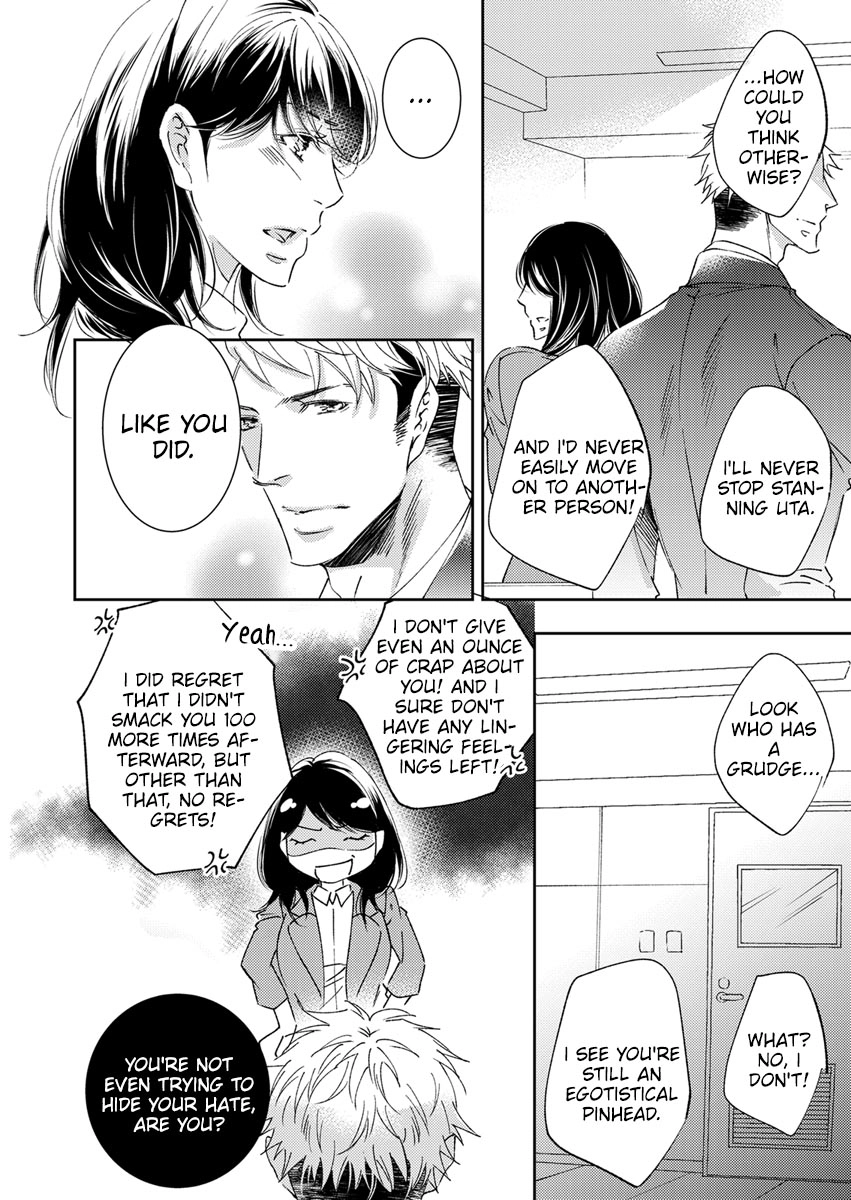 ...HOW
COULD
YOU
THINK
OTHER-
WISE?
I'LL NEVER
STOP STAN-
NING UTA.
AND I'D NEVER
EASILY MOVE
ON TO ANOTH-
ER PERSON!
...
LIKE YOU
DID.
LOOK
WHO HAS
A
GRUDGE...
WHAT?
NO, I
DON'T!
I SEE YOU'RE
STILL AN
EGOTISTICAL
PINHEAD.
I DON'T GIVE
EVEN AN OUNCE
OF CRAP ABOUT
YOU! AND I
SURE DON'T
HAVE ANY LIN-
GERING FEEL-
INGS LEFT!
Yeah...
I DID REGRET
THAT I DIDN'T
SMACK YOU 100
MORE TIMES AF-
TERWARD, BUT
OTHER THAN
THAT, NO RE-
GRETS!
YOU'RE NOT
EVEN TRYING TO
HIDE YOUR HATE,
ARE YOU?